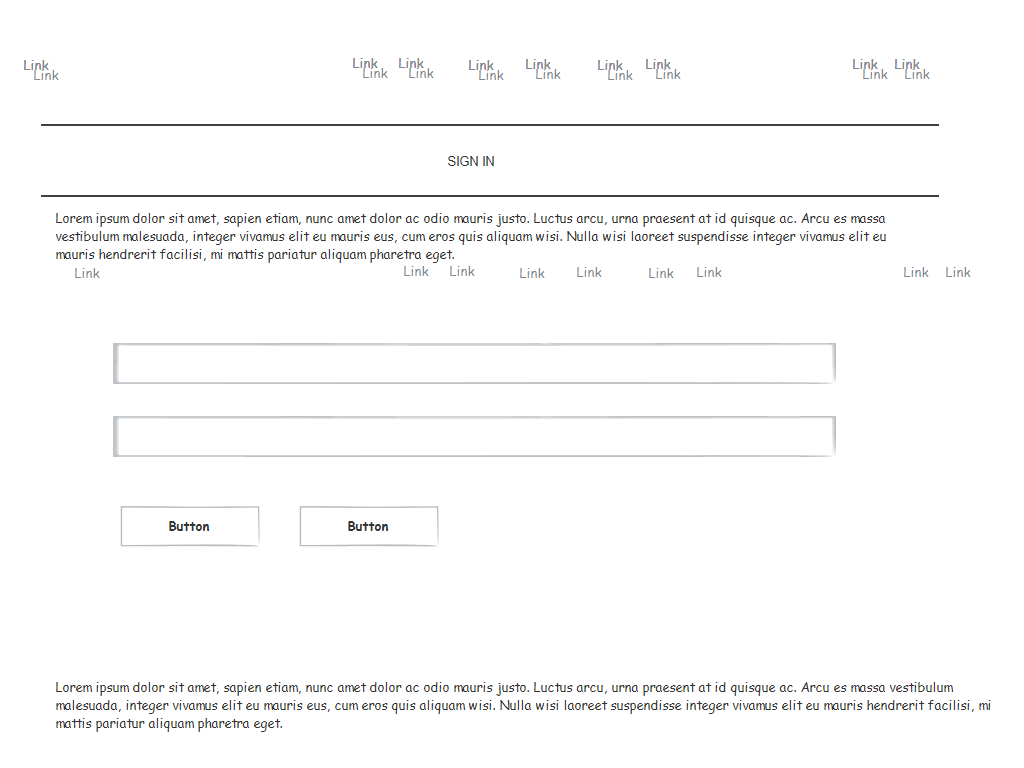 Link Link Link Link Link Link Link Link Link
Link Link Link Link Link Link Link Link Link
SIGN IN
Lorem ipsum dolor sit amet, sapien etiam, nunc amet dolor ac odio mauris justo. Luctus arcu, urna praesent at id quisque ac. Arcu es massa
vestibulum malesuada, integer vivamus elit eu mauris eus, cum eros quis aliquam wisi. Nulla wisi laoreet suspendisse integer vivamus elit eu
mauris hendrerit facilisi, mi mattis pariatur aliquam pharetra eget.
Link Link Link Link Link Link Link Link Link
Button Button
Lorem ipsum dolor sit amet, sapien etiam, nunc amet dolor ac odio mauris justo. Luctus arcu, urna praesent at id quisque ac. Arcu es massa vestibulum
malesuada, integer vivamus elit eu mauris eus, cum eros quis aliquam wisi. Nulla wisi laoreet suspendisse integer vivamus elit eu mauris hendrerit facilisi, mi
mattis pariatur aliquam pharetra eget.